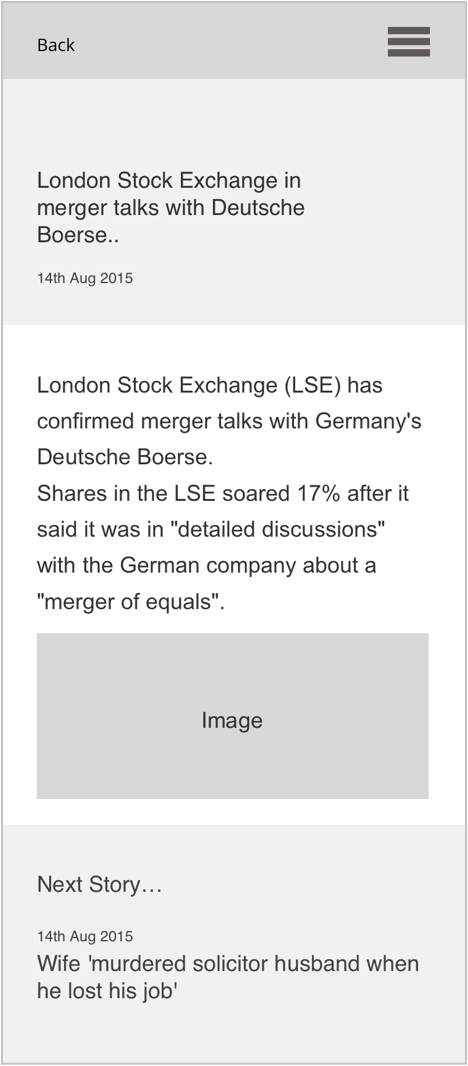 Back
London Stock Exchange in
merger talks with Deutsche
Boerse..
14th Aug 2015
London Stock Exchange (LSE) has
confirmed merger talks with Germany's
Deutsche Boerse.
Shares in the LSE soared 17% after it
said it was in "detailed discussions"
with the German company about a
"merger of equals".
Image
Next Story…
14th Aug 2015
Wife 'murdered solicitor husband when
he lost his job'